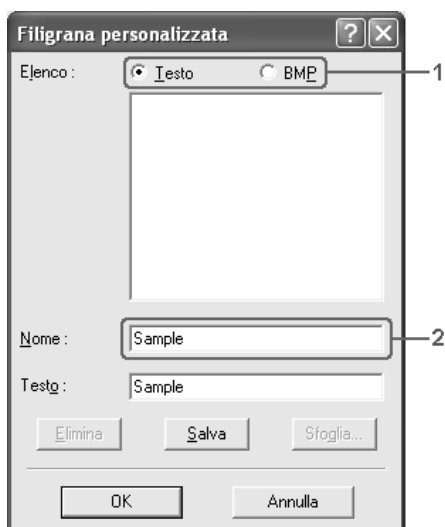 Filigrana personalizzata
Elenco : Testo BMP 1
Nome : Sample 2
Testo : Sample
Elimina Salva Sfoglia...
OK Annulla